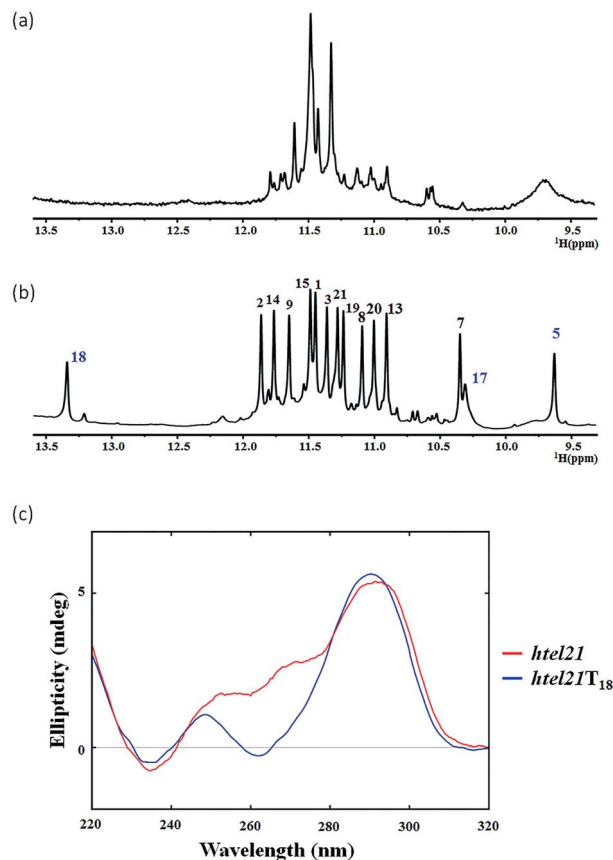 (a)
13.5 13.0 12.5 12.0 11.5 11.0 10.5 10.0 9.5
¹H(ppm)
(b)
18 2 14 9 15 1 3 21 19 8 20 13 7 17 5
13.5 13.0 12.5 12.0 11.5 11.0 10.5 10.0 9.5
¹H(ppm)
(c)
Ellipticity (mdeg)
5
0
220 240 260 280 300 320
Wavelength (nm)
htel21
htel21T₁₈